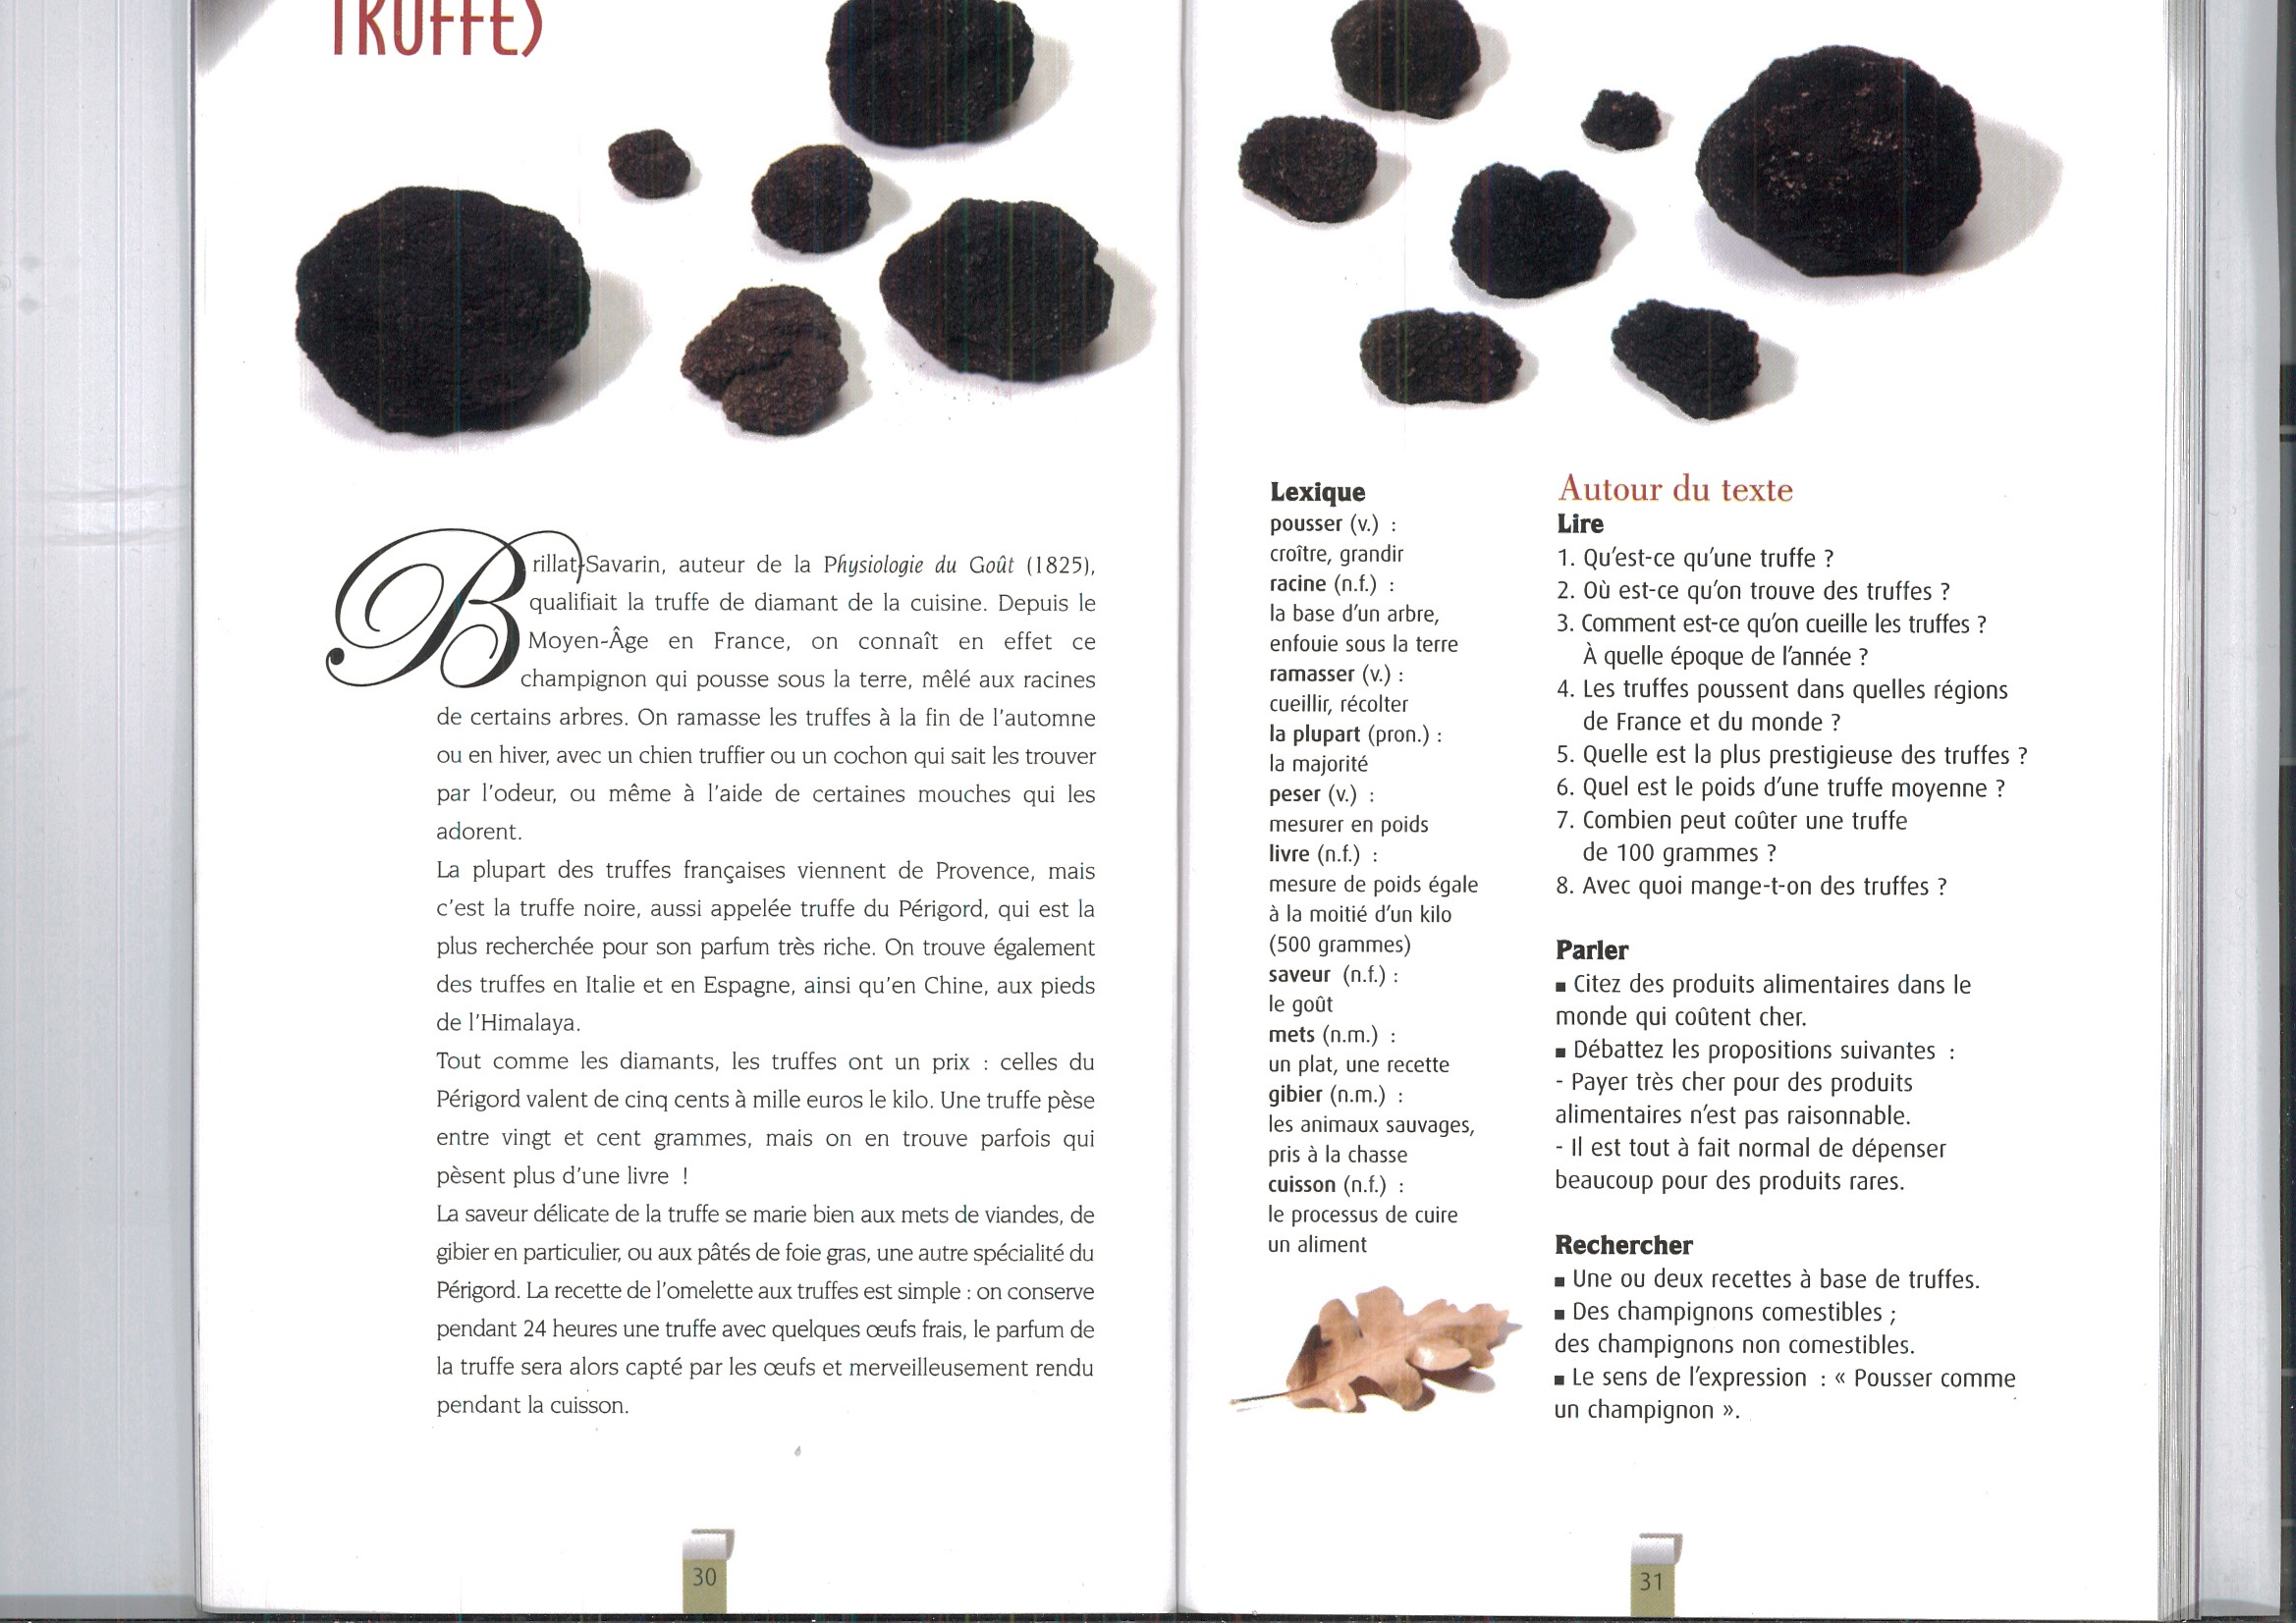 TRUFFES
Brillat-Savarin, auteur de la Physiologie du Goût (1825),
qualifiait la truffe de diamant de la cuisine. Depuis le
Moyen-Âge en France, on connaît en effet ce
champignon qui pousse sous la terre, mêlé aux racines
de certains arbres. On ramasse les truffes à la fin de l'automne
ou en hiver, avec un chien truffier ou un cochon qui sait les trouver
par l'odeur, ou même à l'aide de certaines mouches qui les
adorent.
La plupart des truffes françaises viennent de Provence, mais
c'est la truffe noire, aussi appelée truffe du Périgord, qui est la
plus recherchée pour son parfum très riche. On trouve également
des truffes en Italie et en Espagne, ainsi qu'en Chine, aux pieds
de l'Himalaya.
Tout comme les diamants, les truffes ont un prix : celles du
Périgord valent de cinq cents à mille euros le kilo. Une truffe pèse
entre vingt et cent grammes, mais on en trouve parfois qui
pèsent plus d'une livre !
La saveur délicate de la truffe se marie bien aux mets de viandes, de
gibier en particulier, ou aux pâtés de foie gras, une autre spécialité du
Périgord. La recette de l'omelette aux truffes est simple : on conserve
pendant 24 heures une truffe avec quelques œufs frais, le parfum de
la truffe sera alors capté par les œufs et merveilleusement rendu
pendant la cuisson.
30
Lexique
pousser (v.) :
croître, grandir
racine (n.f.) :
la base d'un arbre,
enfouie sous la terre
ramasser (v.) :
cueillir, récolter
la plupart (pron.) :
la majorité
peser (v.) :
mesurer en poids
livre (n.f.) :
mesure de poids égale
à la moitié d'un kilo
(500 grammes)
saveur (n.f.) :
le goût
mets (n.m.) :
un plat, une recette
gibier (n.m.) :
les animaux sauvages,
pris à la chasse
cuisson (n.f.) :
le processus de cuire
un aliment
Autour du texte
Lire
1. Qu'est-ce qu'une truffe ?
2. Où est-ce qu'on trouve des truffes ?
3. Comment est-ce qu'on cueille les truffes ?
À quelle époque de l'année ?
4. Les truffes poussent dans quelles régions
de France et du monde ?
5. Quelle est la plus prestigieuse des truffes ?
6. Quel est le poids d'une truffe moyenne ?
7. Combien peut coûter une truffe
de 100 grammes ?
8. Avec quoi mange-t-on des truffes ?
Parler
▪ Citez des produits alimentaires dans le
monde qui coûtent cher.
▪ Débattez les propositions suivantes :
- Payer très cher pour des produits
alimentaires n'est pas raisonnable.
- Il est tout à fait normal de dépenser
beaucoup pour des produits rares.
Rechercher
▪ Une ou deux recettes à base de truffes.
▪ Des champignons comestibles ;
des champignons non comestibles.
▪ Le sens de l'expression : « Pousser comme
un champignon ».
31